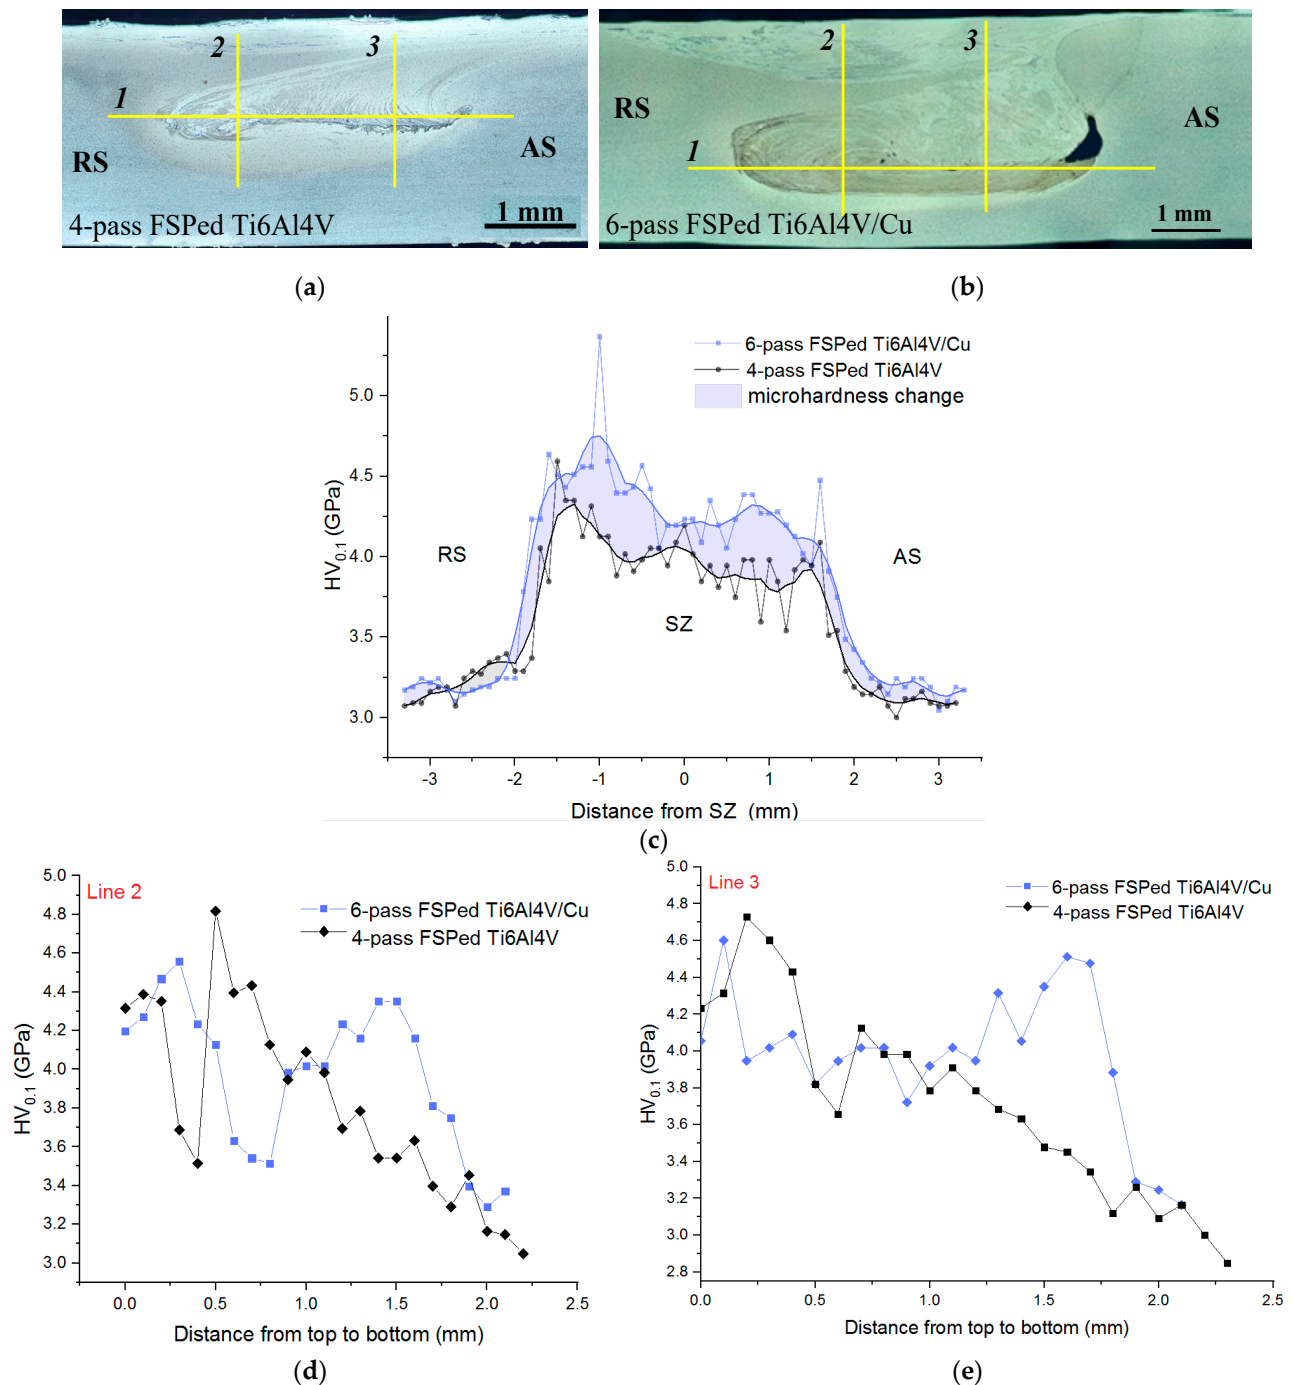 2
3
1
RS
AS
4-pass FSPed Ti6Al4V
1 mm
2
3
RS
AS
1
6-pass FSPed Ti6Al4V/Cu
1 mm
(a)
(b)
6-pass FSPed Ti6Al4V/Cu
4-pass FSPed Ti6Al4V
microhardness change
5.0
4.5
4.0
3.5
3.0
HV0.1 (GPa)
RS
AS
SZ
-3 -2 -1 0 1 2 3
Distance from SZ (mm)
(c)
Line 2
6-pass FSPed Ti6Al4V/Cu
4-pass FSPed Ti6Al4V
5.0
4.8
4.6
4.4
4.2
4.0
3.8
3.6
3.4
3.2
3.0
HV0.1 (GPa)
0.0 0.5 1.0 1.5 2.0 2.5
Distance from top to bottom (mm)
(d)
Line 3
6-pass FSPed Ti6Al4V/Cu
4-pass FSPed Ti6Al4V
5.0
4.8
4.6
4.4
4.2
4.0
3.8
3.6
3.4
3.2
3.0
2.8
HV0.1 (GPa)
0.0 0.5 1.0 1.5 2.0 2.5
Distance from top to bottom (mm)
(e)